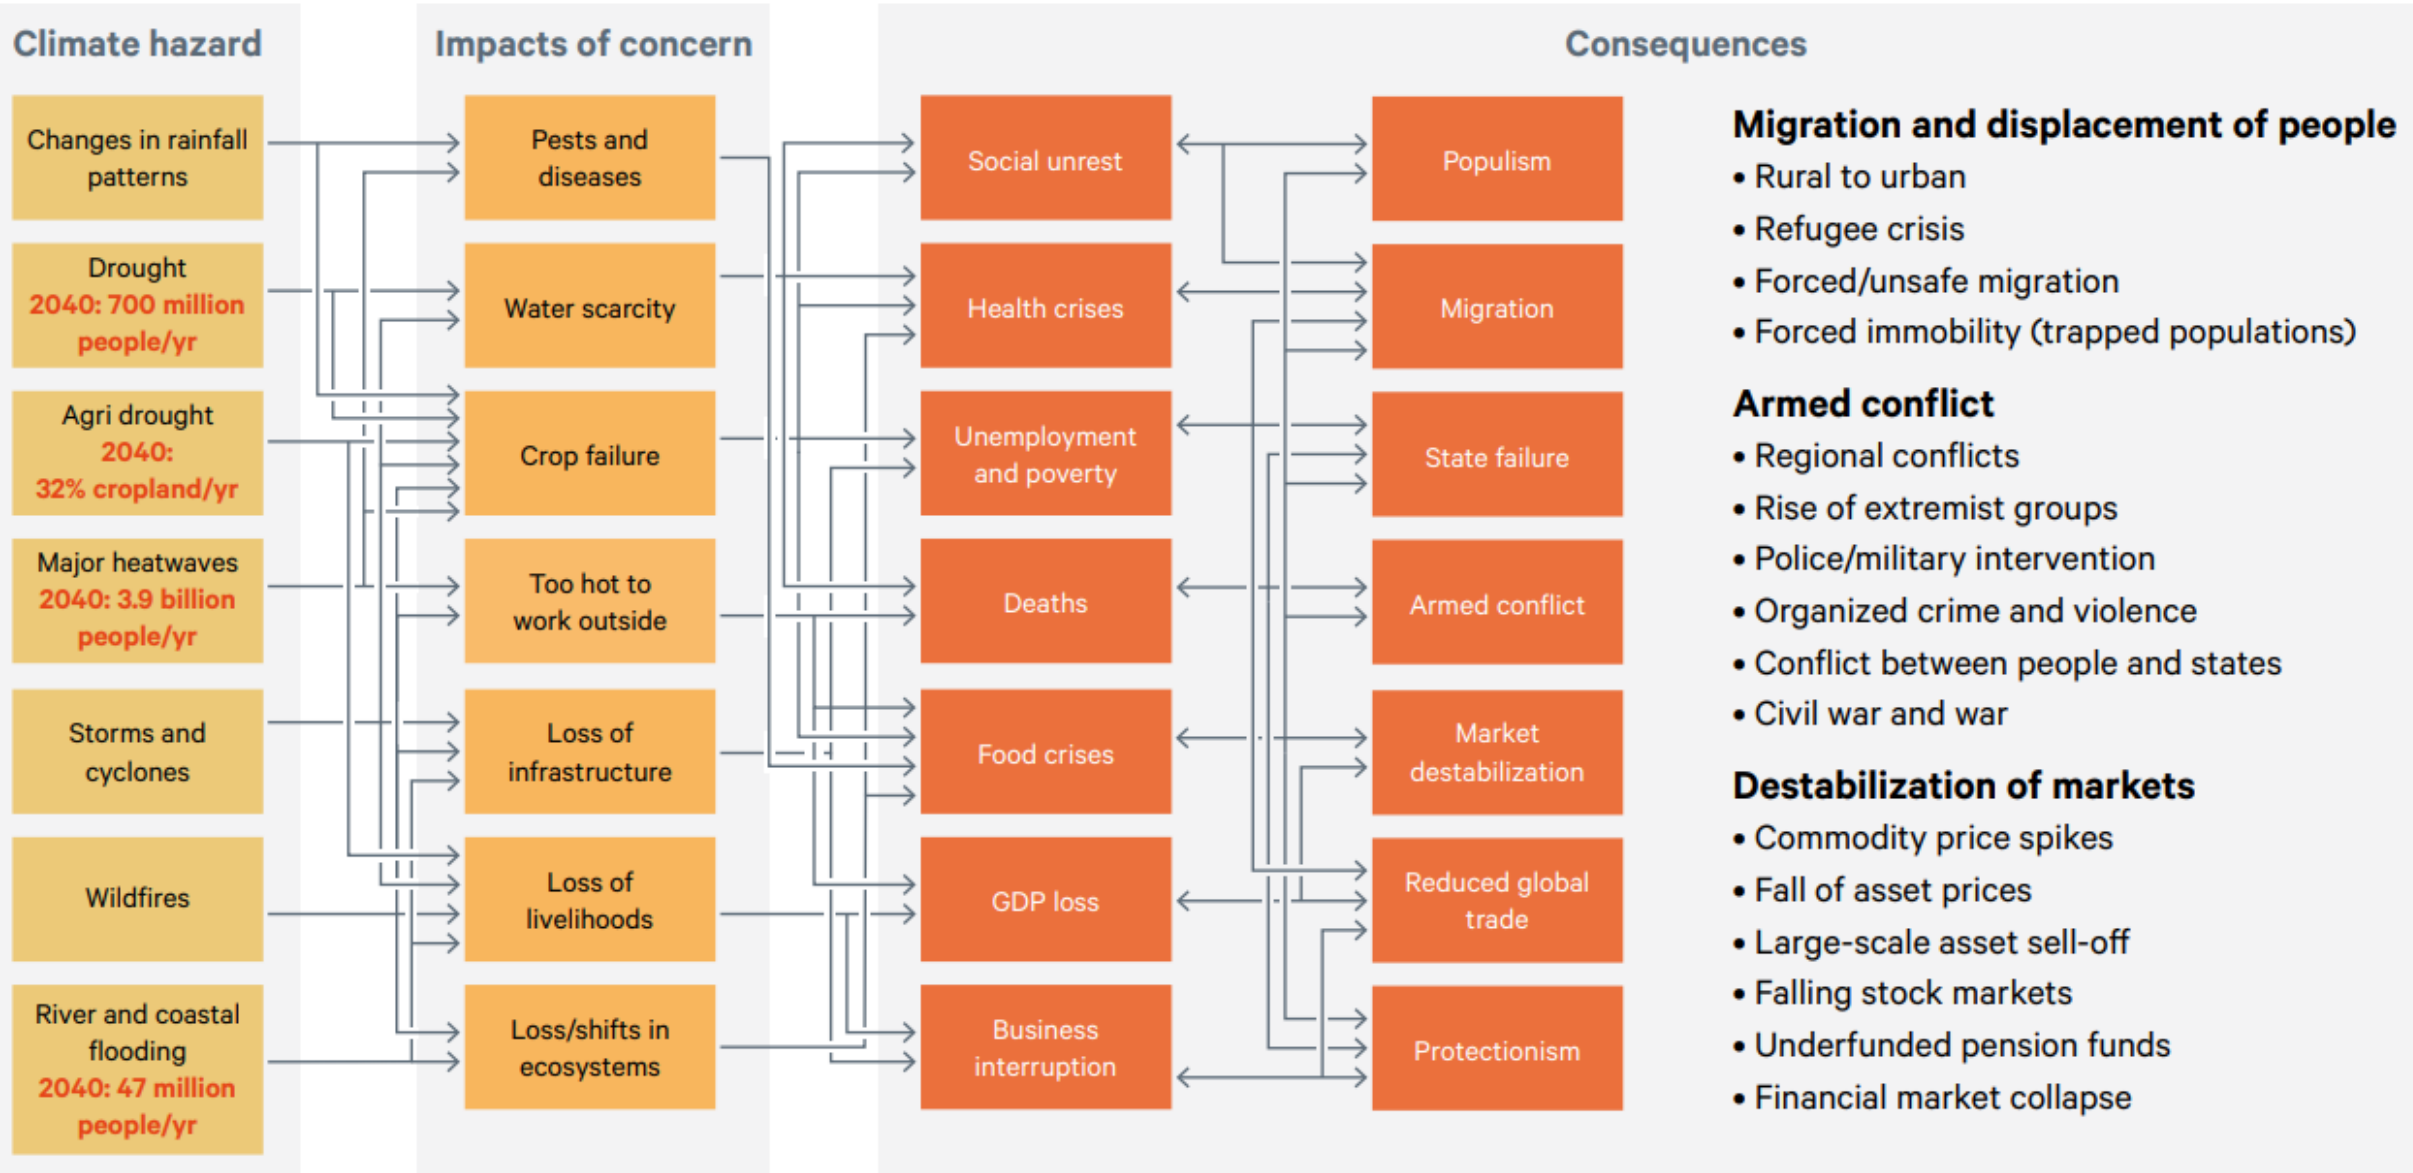 Climate hazard
Changes in rainfall
patterns
Drought
2040: 700 million
people/yr
Agri drought
2040:
32% cropland/yr
Major heatwaves
2040: 3.9 billion
people/yr
Storms and
cyclones
Wildfires
River and coastal
flooding
2040: 47 million
people/yr
Impacts of concern
Pests and
diseases
Water scarcity
Crop failure
Too hot to
work outside
Loss of
infrastructure
Loss of
livelihoods
Loss/shifts in
ecosystems
Consequences
Social unrest
Health crises
Unemployment
and poverty
Deaths
Food crises
GDP loss
Business
interruption
Populism
Migration
State failure
Armed conflict
Market
destabilization
Reduced global
trade
Protectionism
Migration and displacement of people
• Rural to urban
• Refugee crisis
• Forced/unsafe migration
• Forced immobility (trapped populations)
Armed conflict
• Regional conflicts
• Rise of extremist groups
• Police/military intervention
• Organized crime and violence
• Conflict between people and states
• Civil war and war
Destabilization of markets
• Commodity price spikes
• Fall of asset prices
• Large-scale asset sell-off
• Falling stock markets
• Underfunded pension funds
• Financial market collapse